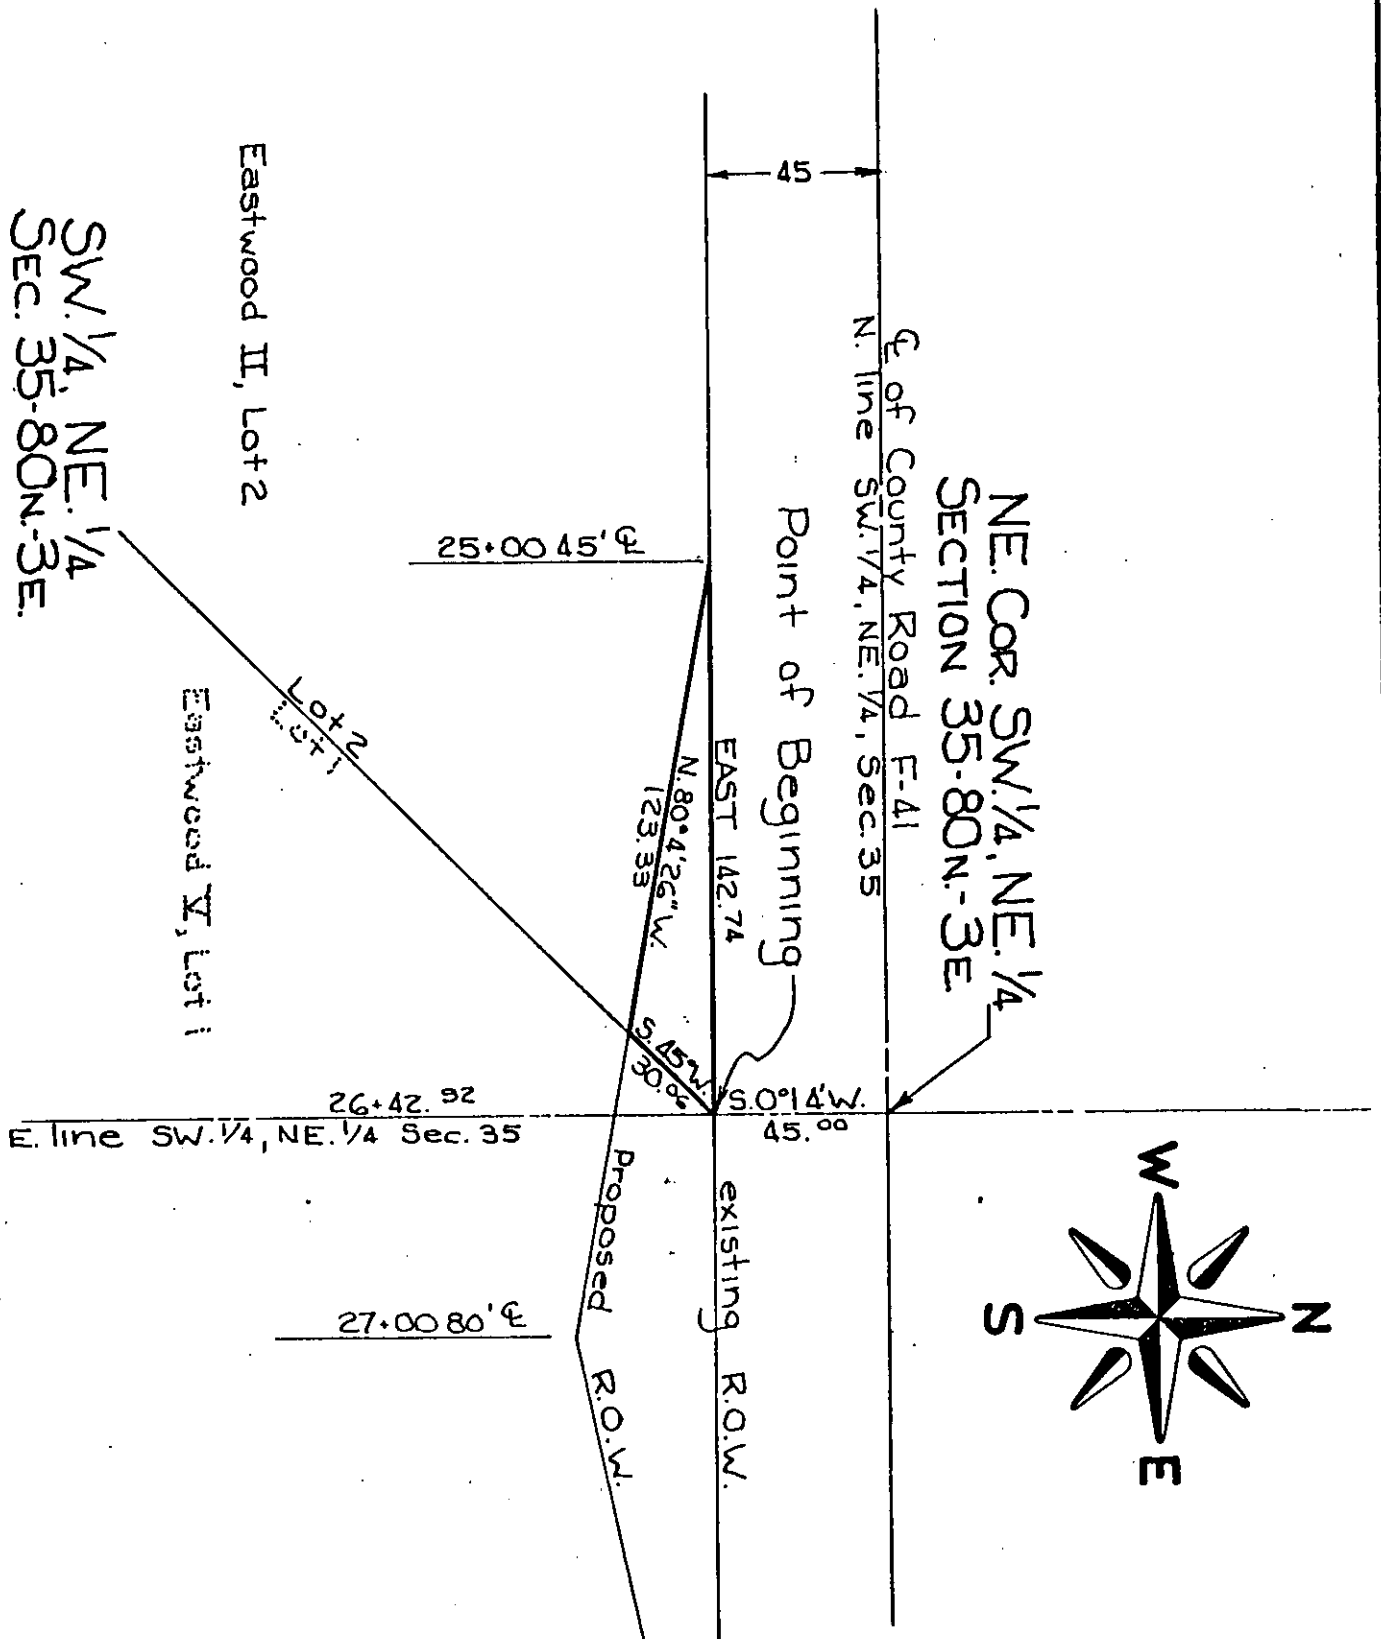 NE. COR. SW. 1/4, NE. 1/4
SECTION 35-80N.-3E.
℄ of County Road F-41
N. line SW. 1/4, NE. 1/4, Sec. 35
45
Point of Beginning
EAST 142.74
N. 80° 4' 26" W.
123.33
S. 45° W.
30.06
S. 0° 14' W.
45.00
25+00 45' ℄
Eastwood II, Lot 2
SW. 1/4, NE. 1/4
SEC. 35-80N.-3E.
Lot 2
Lot 1
Eastwood V, Lot 1
26+42.92
E. line SW. 1/4, NE. 1/4 Sec. 35
existing R.O.W.
Proposed R.O.W.
27+00 80' ℄
N
W
E
S